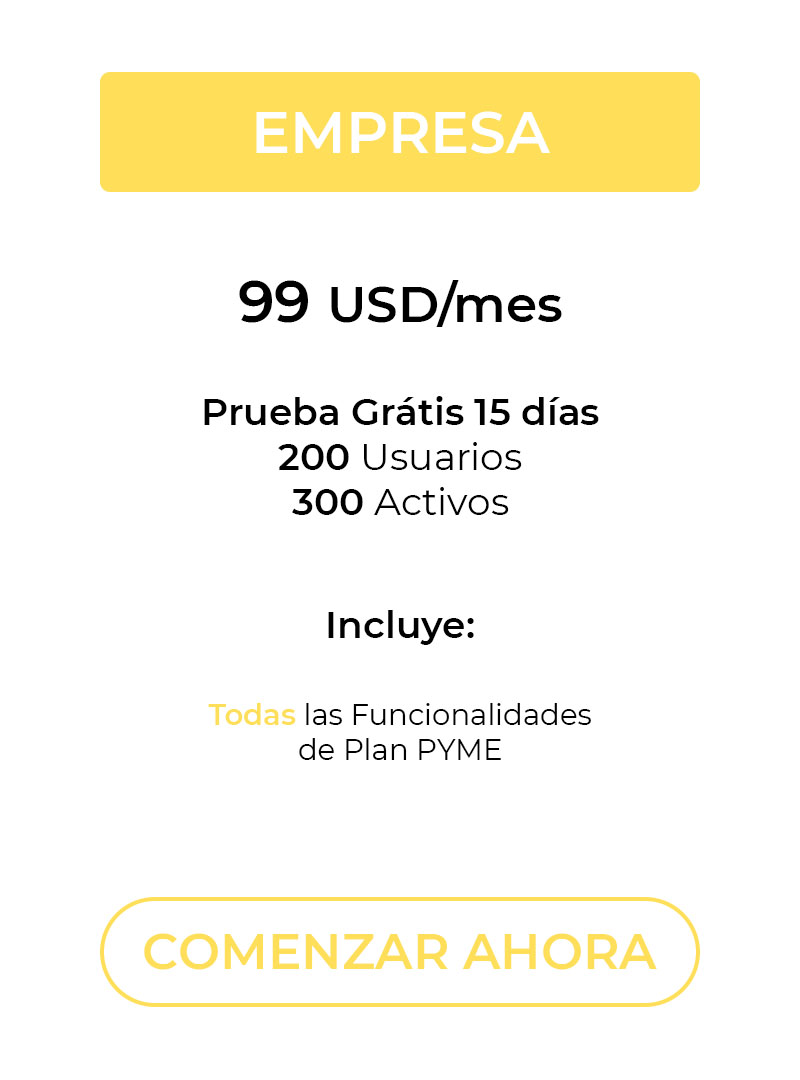 EMPRESA
99 USD/mes
Prueba Grátis 15 días
200 Usuarios
300 Activos
Incluye:
Todas las Funcionalidades
de Plan PYME
COMENZAR AHORA